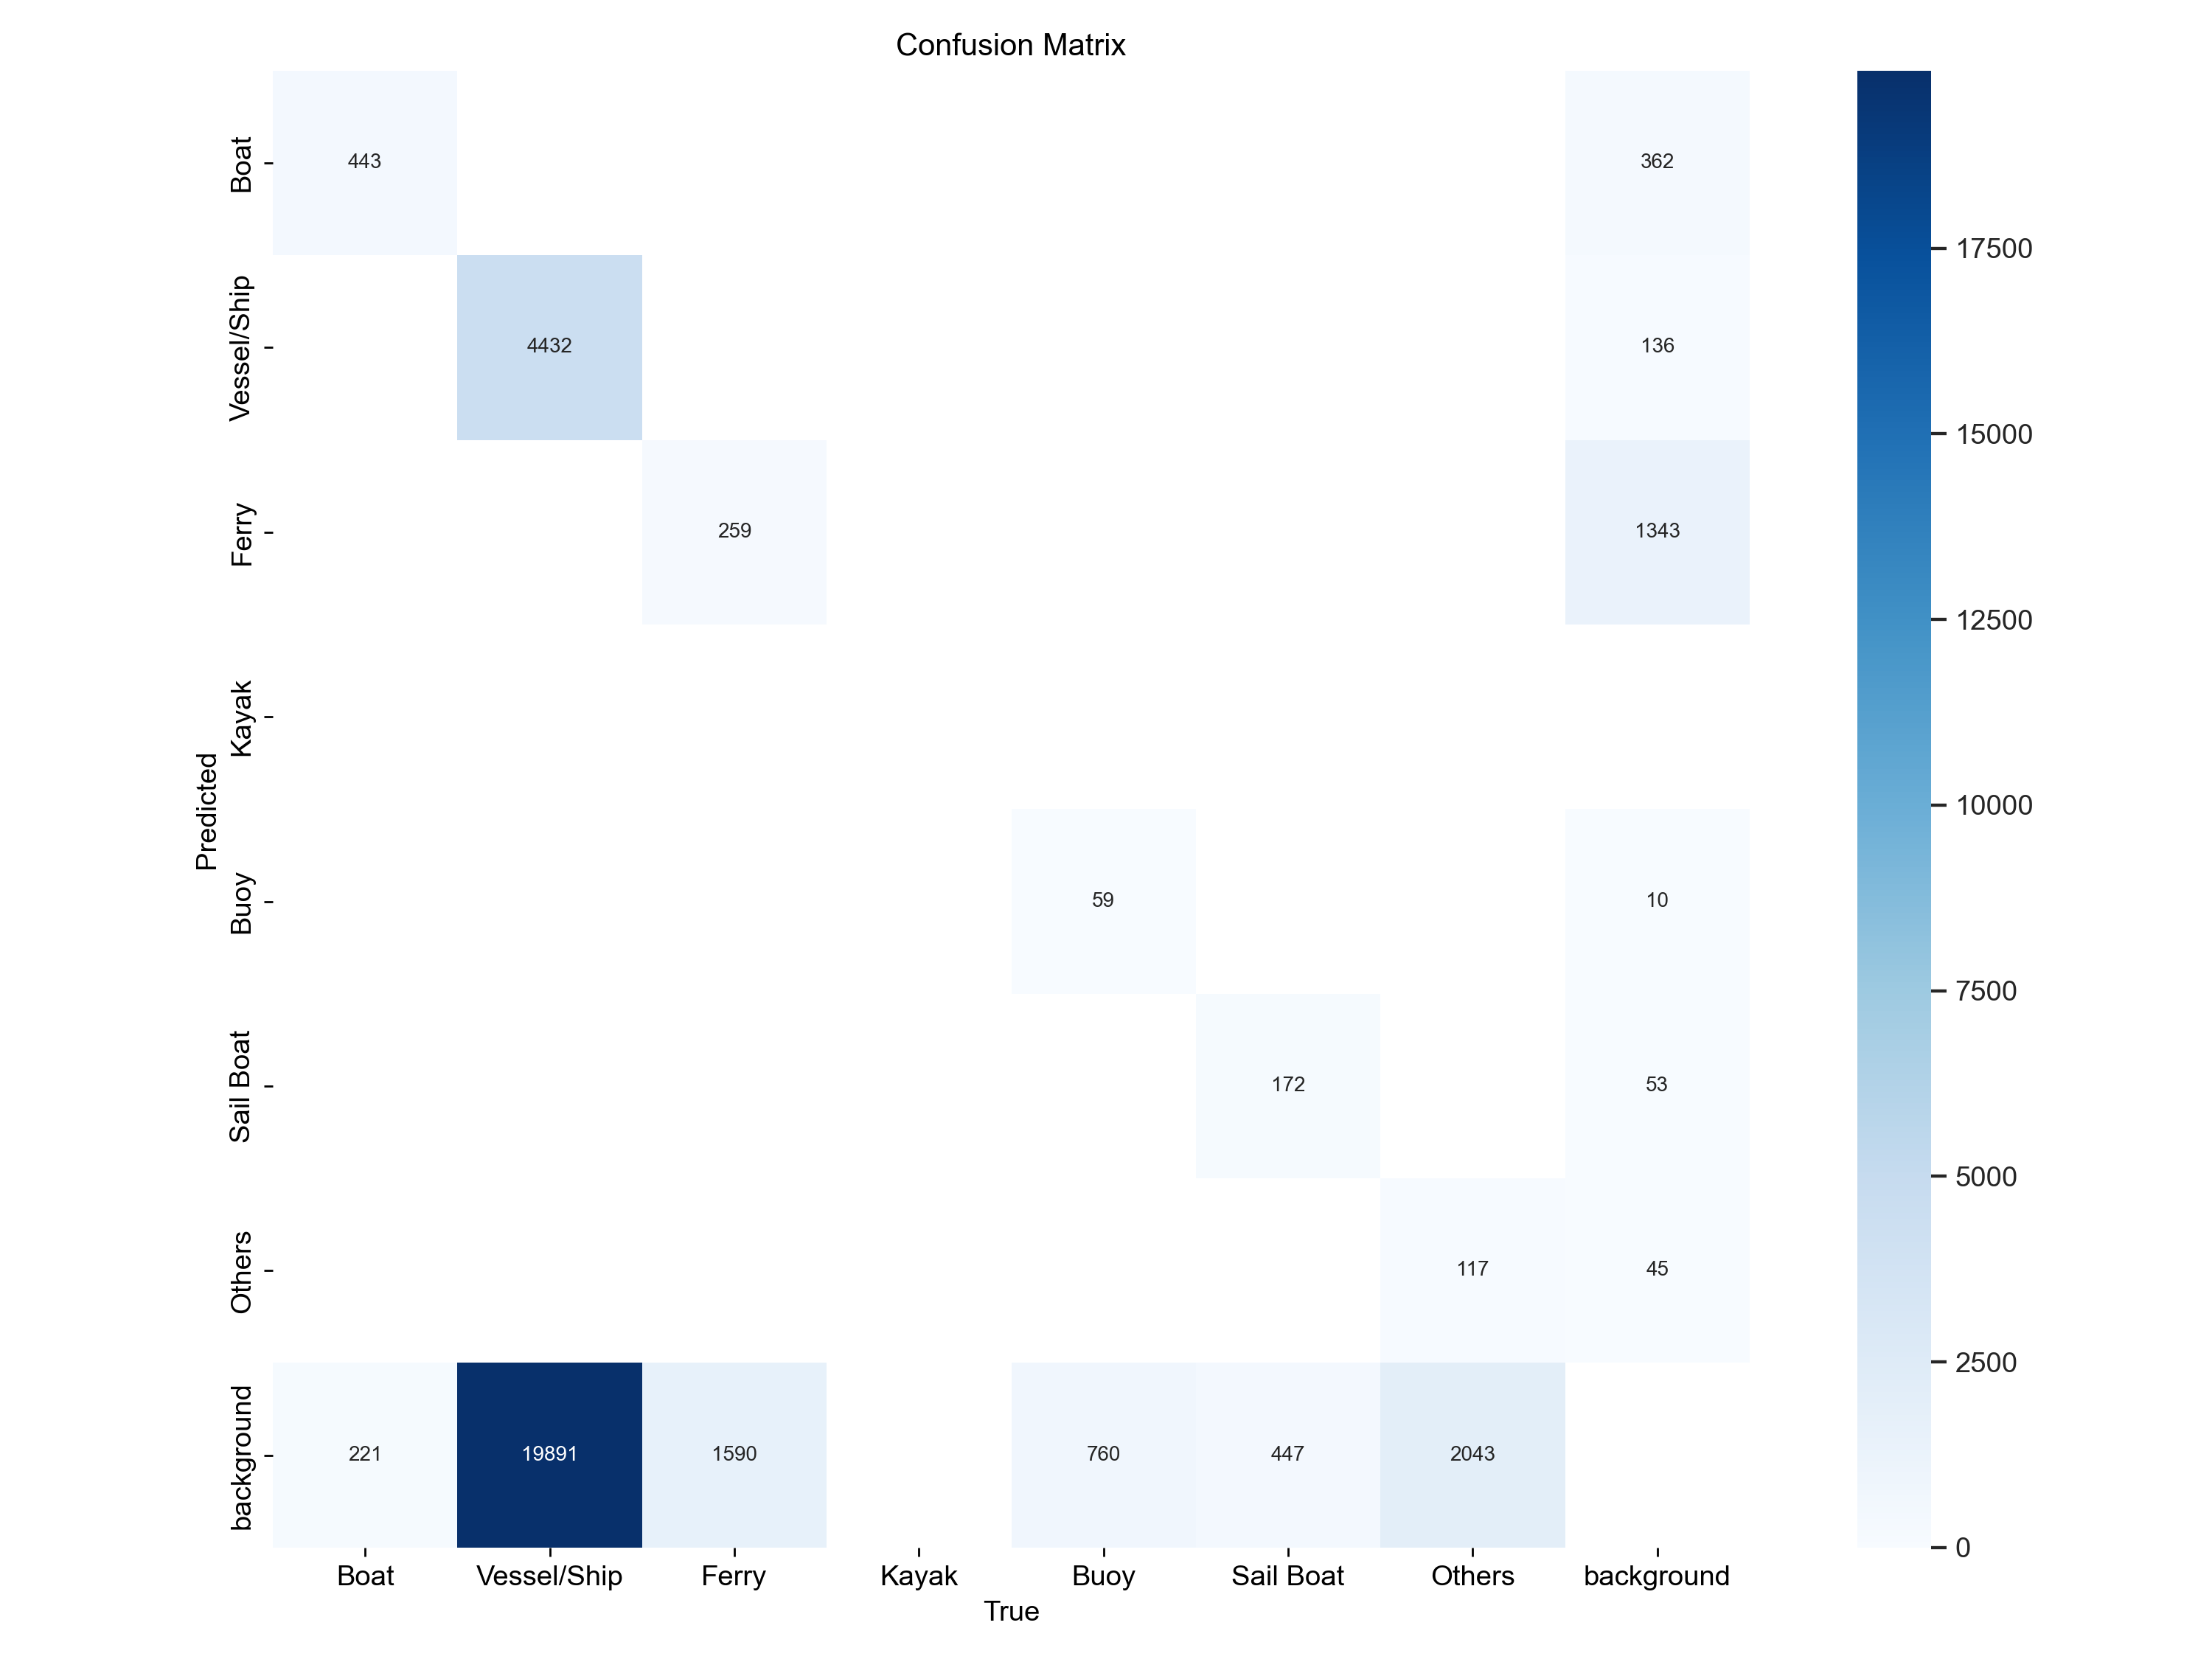 Confusion Matrix
Boat
443
362
Vessel/Ship
4432
136
Ferry
259
1343
Kayak
Buoy
59
10
Sail Boat
172
53
Others
117
45
background
221
19891
1590
760
447
2043
Predicted
Boat
Vessel/Ship
Ferry
Kayak
Buoy
Sail Boat
Others
background
True
17500
15000
12500
10000
7500
5000
2500
0